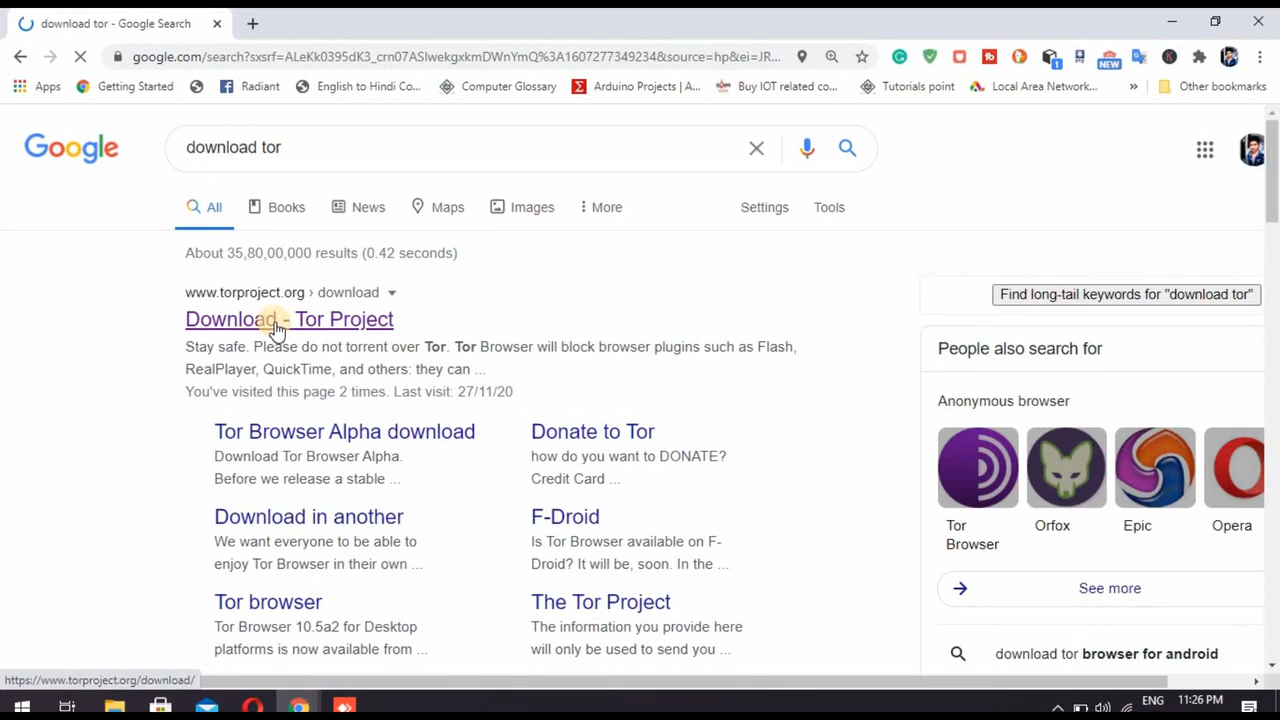 download tor - Google Search
google.com/search?sxsrf=ALeKk0395dK3_crn07ASlwekgxkmDWnYmQ%3A1607277349234&source=hp&ei=JR...
NEW
1
Apps
Getting Started
Radiant
English to Hindi Co...
Computer Glossary
Arduino Projects | A...
Buy IOT related co...
Tutorials point
Local Area Network...
»
Other bookmarks
Google
download tor
All
Books
News
Maps
Images
More
Settings
Tools
About 35,80,00,000 results (0.42 seconds)
www.torproject.org › download
Download - Tor Project
Stay safe. Please do not torrent over Tor. Tor Browser will block browser plugins such as Flash,
RealPlayer, QuickTime, and others: they can ...
You've visited this page 2 times. Last visit: 27/11/20
Tor Browser Alpha download
Download Tor Browser Alpha.
Before we release a stable ...
Donate to Tor
how do you want to DONATE?
Credit Card ...
Download in another
We want everyone to be able to
enjoy Tor Browser in their own ...
F-Droid
Is Tor Browser available on F-
Droid? It will be, soon. In the ...
Tor browser
Tor Browser 10.5a2 for Desktop
platforms is now available from ...
The Tor Project
The information you provide here
will only be used to send you ...
Find long-tail keywords for "download tor"
People also search for
Anonymous browser
Tor
Browser
Orfox
Epic
Opera
See more
download tor browser for android
https://www.torproject.org/download/
ENG
11:26 PM